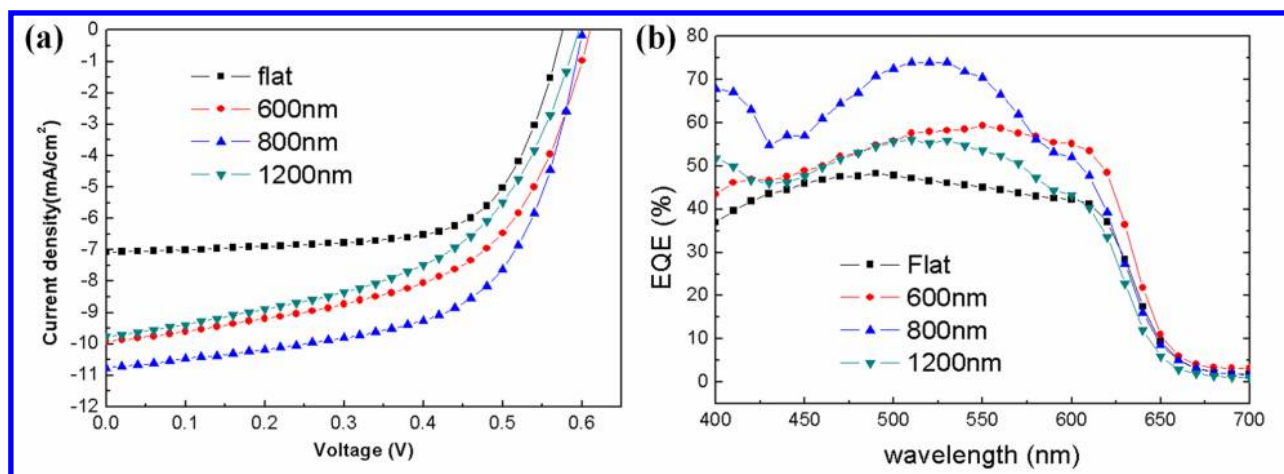 (a)
0
-1
-2
-3
-4
-5
-6
-7
-8
-9
-10
-11
-12
Current density(mA/cm²)
flat
600nm
800nm
1200nm
0.0 0.1 0.2 0.3 0.4 0.5 0.6
Voltage (V)
(b)
80
70
60
50
40
30
20
10
0
EQE (%)
Flat
600nm
800nm
1200nm
400 450 500 550 600 650 700
wavelength (nm)